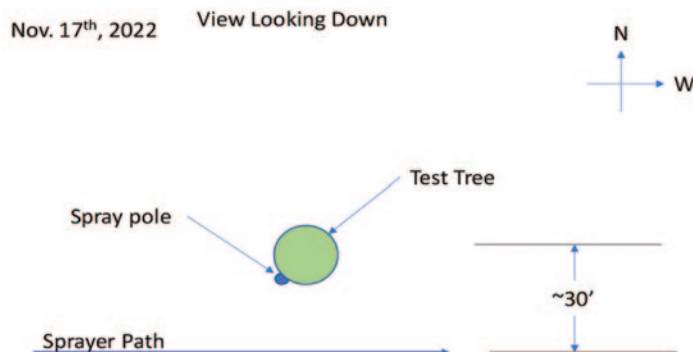 Nov. 17th, 2022
View Looking Down
N
W
Test Tree
Spray pole
~30'
Sprayer Path